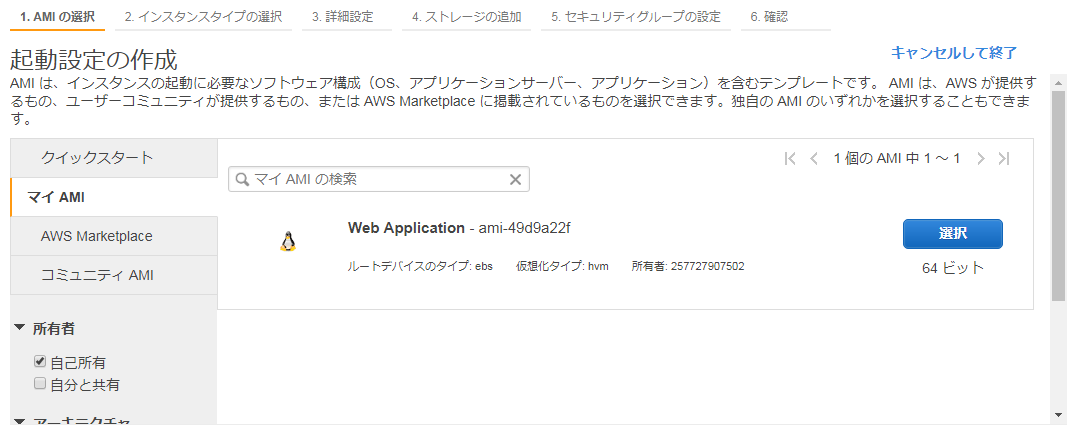 1. AMI の選択 2. インスタンスタイプの選択 3. 詳細設定 4. ストレージの追加 5. セキュリティグループの設定 6. 確認
起動設定の作成
キャンセルして終了
AMI は、インスタンスの起動に必要なソフトウェア構成（OS、アプリケーションサーバー、アプリケーション）を含むテンプレートです。 AMI は、AWS が提供す
るもの、ユーザーコミュニティが提供するもの、または AWS Marketplace に掲載されているものを選択できます。独自の AMI のいずれかを選択することもできま
す。
クイックスタート
マイ AMI
AWS Marketplace
コミュニティ AMI
所有者
自己所有
自分と共有
アーキテクチャ
1 個の AMI 中 1 ～ 1
マイ AMI の検索
Web Application - ami-49d9a22f
ルートデバイスのタイプ: ebs 仮想化タイプ: hvm 所有者: 257727907502
選択
64 ビット